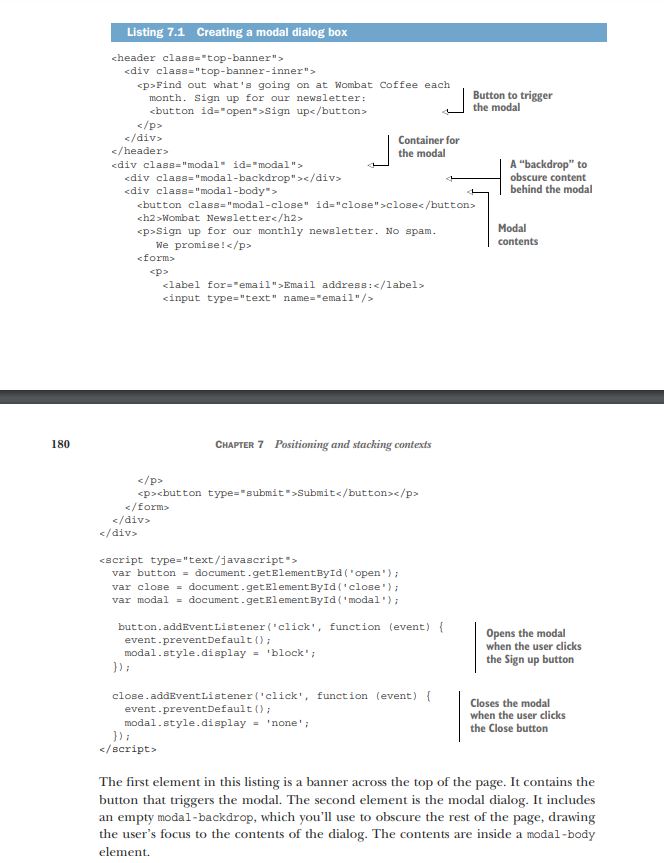 Listing 7.1 Creating a modal dialog box
<header class="top-banner">
<div class="top-banner-inner">
<p>Find out what's going on at Wombat Coffee each
month. Sign up for our newsletter:
<button id="open">Sign up</button>
</p>
</div>
</header>
<div class="modal" id="modal">
<div class="modal-backdrop"></div>
<div class="modal-body">
<button class="modal-close" id="close">close</button>
<h2>Wombat Newsletter</h2>
<p>Sign up for our monthly newsletter. No spam.
We promise!</p>
<form>
<p>
<label for="email">Email address:</label>
<input type="text" name="email"/>
Button to trigger
the modal
Container for
the modal
A “backdrop” to
obscure content
behind the modal
Modal
contents
180 CHAPTER 7 Positioning and stacking contexts
</p>
<p><button type="submit">Submit</button></p>
</form>
</div>
</div>
<script type="text/javascript">
var button = document.getElementById('open');
var close = document.getElementById('close');
var modal = document.getElementById('modal');
button.addEventListener('click', function (event) {
event.preventDefault();
modal.style.display = 'block';
});
Opens the modal
when the user clicks
the Sign up button
close.addEventListener('click', function (event) {
event.preventDefault();
modal.style.display = 'none';
});
</script>
Closes the modal
when the user clicks
the Close button
The first element in this listing is a banner across the top of the page. It contains the
button that triggers the modal. The second element is the modal dialog. It includes
an empty modal-backdrop, which you'll use to obscure the rest of the page, drawing
the user's focus to the contents of the dialog. The contents are inside a modal-body
element.